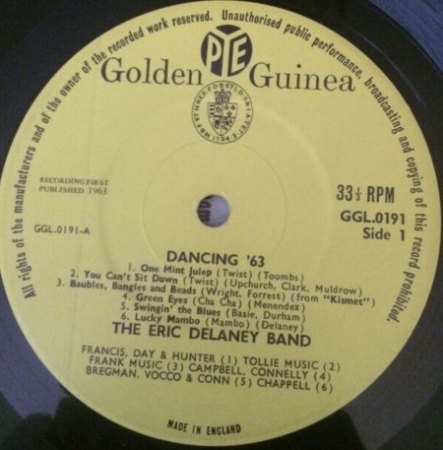 All rights of the manufacturers and of the owner of the recorded work reserved. Unauthorised public performance, broadcasting and copying of this record prohibited.
PYE
Golden Guinea
RECORDING FIRST
PUBLISHED 1963
33⅓ RPM
GGL.0191
Side 1
GGL.0191-A
DANCING '63
1. One Mint Julep (Twist) (Toombs)
2. You Can't Sit Down (Twist) (Upchurch, Clark, Muldrow)
3. Baubles, Bangles and Beads (Wright, Forrest) (from "Kismet")
4. Green Eyes (Cha Cha) (Menendez)
5. Swingin' the Blues (Basie, Durham)
6. Lucky Mambo (Mambo) (Delaney)
THE ERIC DELANEY BAND
FRANCIS, DAY & HUNTER (1) TOLLIE MUSIC (2)
FRANK MUSIC (3) CAMPBELL, CONNELLY (4)
BREGMAN, VOCCO & CONN (5) CHAPPELL (6)
MADE IN ENGLAND